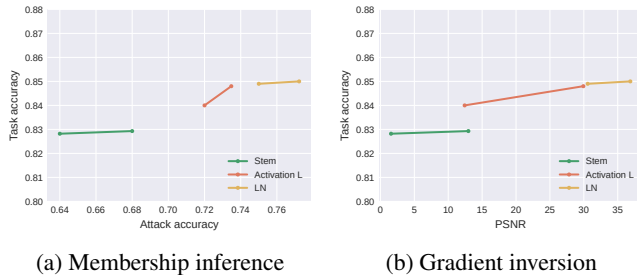 0.88
0.87
0.86
0.85
0.84
0.83
0.82
0.81
0.80
Task accuracy
0.64 0.66 0.68 0.70 0.72 0.74 0.76
Attack accuracy
Stem
Activation L
LN
(a) Membership inference
0.88
0.87
0.86
0.85
0.84
0.83
0.82
0.81
0.80
Task accuracy
0 5 10 15 20 25 30 35
PSNR
Stem
Activation L
LN
(b) Gradient inversion